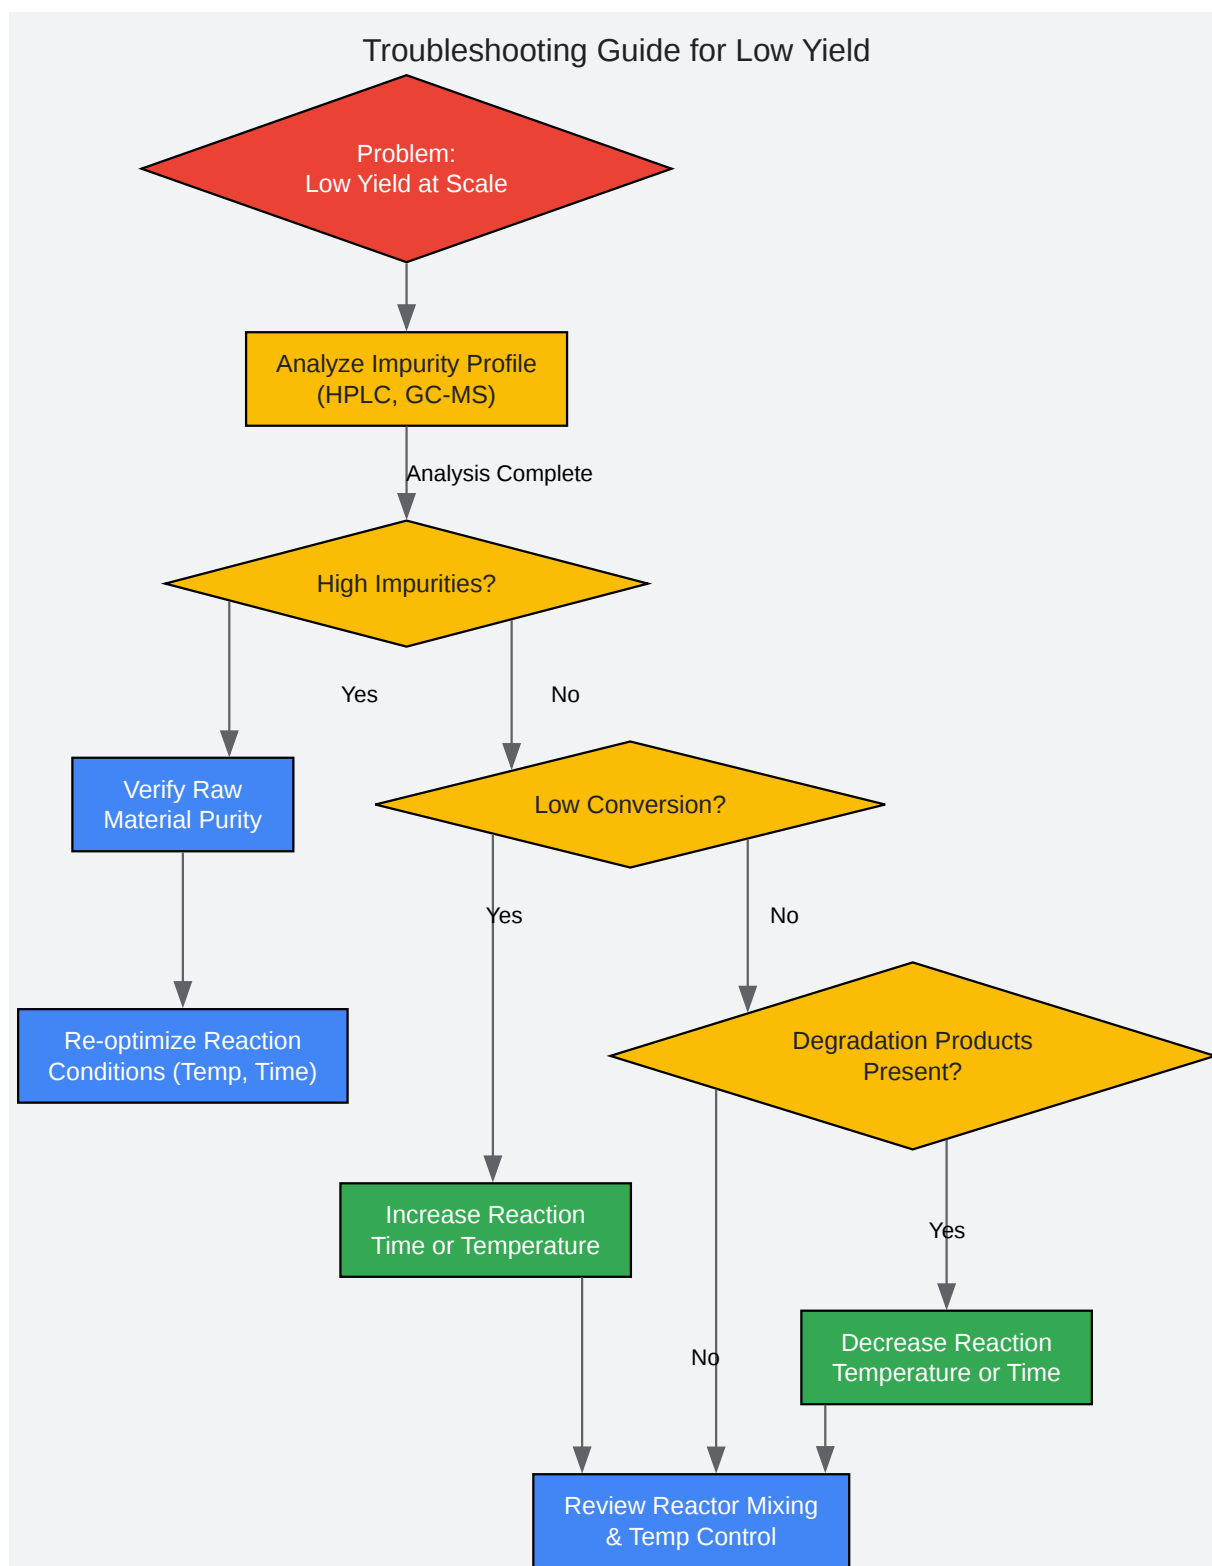 Troubleshooting Guide for Low Yield
Problem:
Low Yield at Scale
Analyze Impurity Profile
(HPLC, GC-MS)
Analysis Complete
High Impurities?
Yes
No
Verify Raw
Material Purity
Low Conversion?
Yes
No
Re-optimize Reaction
Conditions (Temp, Time)
Degradation Products
Present?
Increase Reaction
Time or Temperature
Yes
No
Decrease Reaction
Temperature or Time
Review Reactor Mixing
& Temp Control